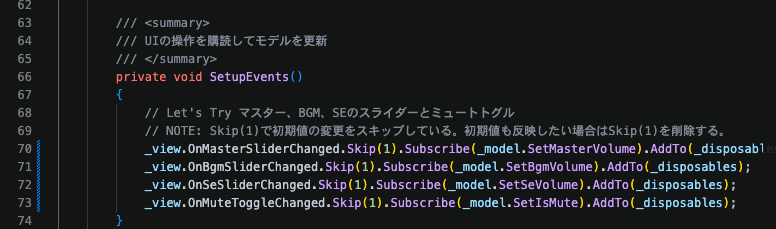 62
63 /// <summary>
64 /// UIの操作を購読してモデルを更新
65 /// </summary>
66 private void SetupEvents()
67 {
68 // Let's Try マスター、BGM、SEのスライダーとミュートトグル
69 // NOTE: Skip(1)で初期値の変更をスキップしている。初期値も反映したい場合はSkip(1)を削除する。
70 _view.OnMasterSliderChanged.Skip(1).Subscribe(_model.SetMasterVolume).AddTo(_disposables
71 _view.OnBgmSliderChanged.Skip(1).Subscribe(_model.SetBgmVolume).AddTo(_disposables);
72 _view.OnSeSliderChanged.Skip(1).Subscribe(_model.SetSeVolume).AddTo(_disposables);
73 _view.OnMuteToggleChanged.Skip(1).Subscribe(_model.SetIsMute).AddTo(_disposables);
74 }